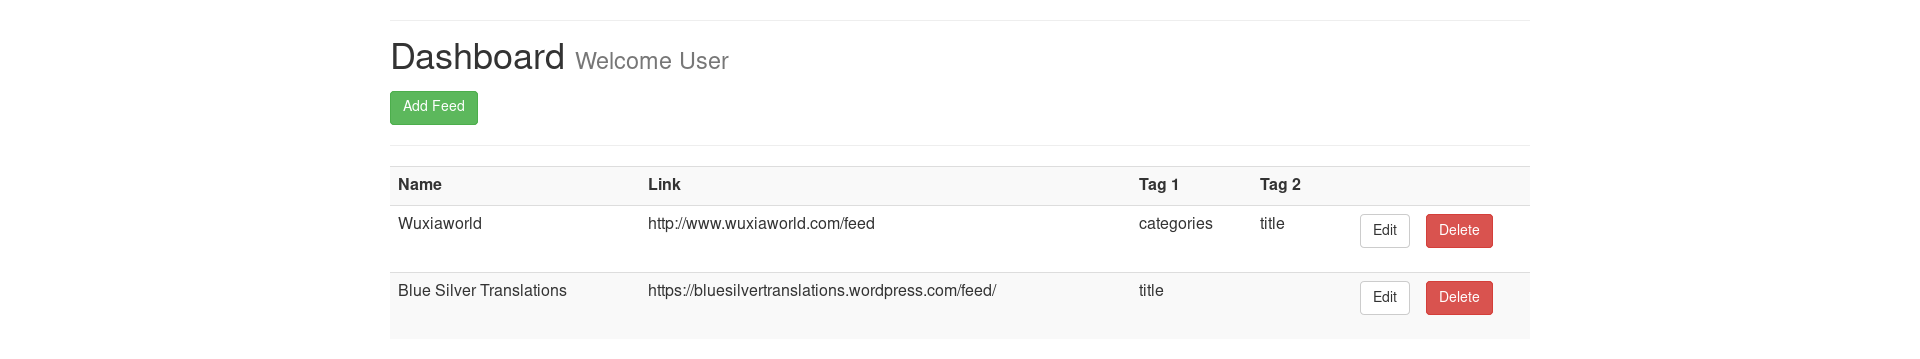 Dashboard Welcome User
Add Feed
Name Link Tag 1 Tag 2
Wuxiaworld http://www.wuxiaworld.com/feed categories title Edit Delete
Blue Silver Translations https://bluesilvertranslations.wordpress.com/feed/ title Edit Delete